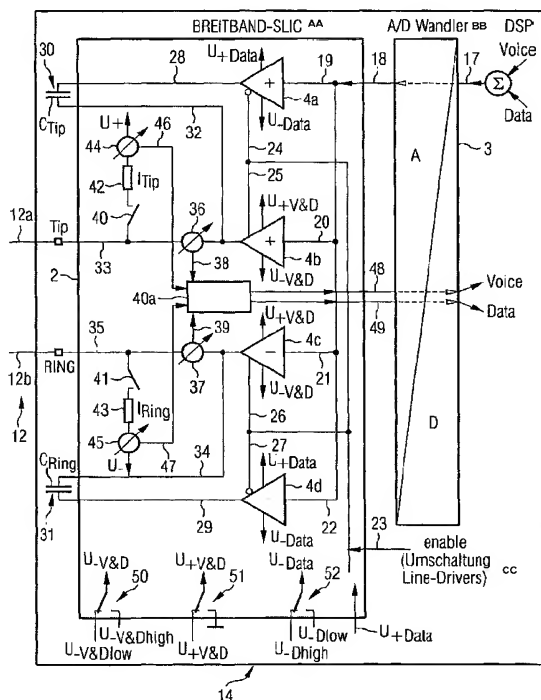 BREITBAND-SLIC AA
A/D Wandler BB
DSP
30
28
U+Data
19
18
17
Voice
Σ
Data
CTip
U+
46
32
+
4a
U-Data
44
24
3
42
ITip
25
A
40
36
U+V&D
20
12a
Tip
+
4b
33
38
U-V&D
48
2
40a
Voice
Data
39
U+V&D
49
35
4c
12b
RING
37
−
21
41
U-V&D
12
43
IRing
26
45
34
27
U+Data
D
CRing
U-
47
4d
31
29
U-Data
22
23
enable
(Umschaltung
Line-Drivers) CC
U-V&D
50
U+V&D
51
U-Data
52
U-V&Dhigh
U-Dlow
U-V&Dlow
U+V&D
U-Dhigh
U+Data
14